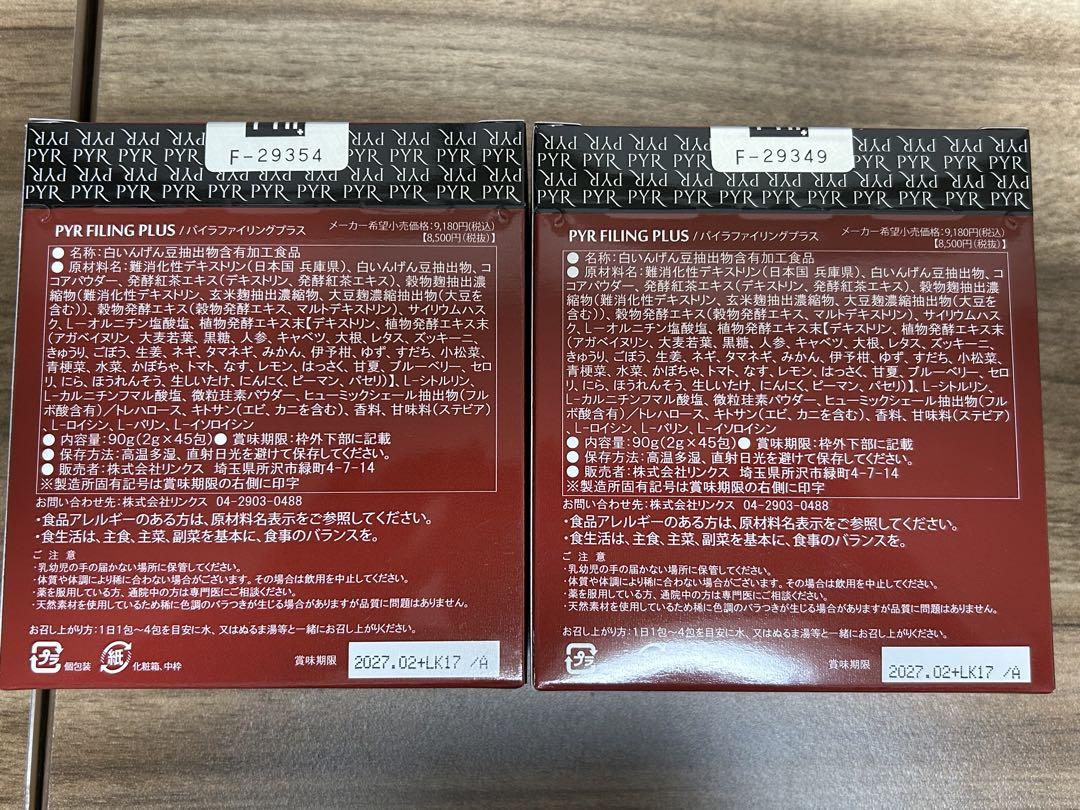 PYR PYR PYR PYR PYR PYR PYR PYR
F-29354
PYR FILING PLUS / パイラファイリングプラス
メーカー希望小売価格:9,180円(税込)
【8,500円(税抜)】
● 名称:白いんげん豆抽出物含有加工食品
● 原材料名:難消化性デキストリン(日本国 兵庫県)、白いんげん豆抽出物、コ
コアパウダー、発酵紅茶エキス(デキストリン、発酵紅茶エキス)、穀物麹抽出濃
縮物(難消化性デキストリン、玄米麹抽出濃縮物、大豆麹濃縮抽出物(大豆を
含む))、穀物発酵エキス(穀物発酵エキス、マルトデキストリン)、サイリウムハス
ク、L-オルニチン塩酸塩、植物発酵エキス末【デキストリン、植物発酵エキス末
(アガベイヌリン、大麦若葉、黒糖、人参、キャベツ、大根、レタス、ズッキーニ、
きゅうり、ごぼう、生姜、ネギ、タマネギ、みかん、伊予柑、ゆず、すだち、小松菜、
青梗菜、水菜、かぼちゃ、トマト、なす、レモン、はっさく、甘夏、ブルーベリー、セロ
リ、にら、ほうれんそう、生しいたけ、にんにく、ピーマン、パセリ)】、L-シトルリン、
L-カルニチンフマル酸塩、微粒珪素パウダー、ヒューミックシェール抽出物(フル
ボ酸含有)/トレハロース、キトサン(エビ、カニを含む)、香料、甘味料(ステビア)
、L-ロイシン、L-バリン、L-イソロイシン
● 内容量:90g(2g×45包)● 賞味期限:枠外下部に記載
● 保存方法:高温多湿、直射日光を避けて保存してください。
● 販売者:株式会社リンクス 埼玉県所沢市緑町4-7-14
※製造所固有記号は賞味期限の右側に印字
お問い合わせ先:株式会社リンクス 04-2903-0488
・食品アレルギーのある方は、原材料名表示をご参照してください。
・食生活は、主食、主菜、副菜を基本に、食事のバランスを。
ご注意
・乳幼児の手の届かない場所に保管してください。
・体質や体調により稀に合わない場合がございます。その場合は飲用を中止してください。
・薬を服用している方、通院中の方は専門医にご相談ください。
・天然素材を使用しているため稀に色調のバラつきが生じる場合がありますが品質に問題はありません。
お召し上がり方:1日1包~4包を目安に水、又はぬるま湯等と一緒にお召し上がりください。
プラ 個包装 紙 化粧箱、中枠
賞味期限 2027.02+LK17 /A
PYR PYR PYR PYR PYR PYR PYR PYR
F-29349
PYR FILING PLUS / パイラファイリングプラス
メーカー希望小売価格:9,180円(税込)
【8,500円(税抜)】
● 名称:白いんげん豆抽出物含有加工食品
● 原材料名:難消化性デキストリン(日本国 兵庫県)、白いんげん豆抽出物、コ
コアパウダー、発酵紅茶エキス(デキストリン、発酵紅茶エキス)、穀物麹抽出濃
縮物(難消化性デキストリン、玄米麹抽出濃縮物、大豆麹濃縮抽出物(大豆を
含む))、穀物発酵エキス(穀物発酵エキス、マルトデキストリン)、サイリウムハス
ク、L-オルニチン塩酸塩、植物発酵エキス末【デキストリン、植物発酵エキス末
(アガベイヌリン、大麦若葉、黒糖、人参、キャベツ、大根、レタス、ズッキーニ、
きゅうり、ごぼう、生姜、ネギ、タマネギ、みかん、伊予柑、ゆず、すだち、小松菜、
青梗菜、水菜、かぼちゃ、トマト、なす、レモン、はっさく、甘夏、ブルーベリー、セロ
リ、にら、ほうれんそう、生しいたけ、にんにく、ピーマン、パセリ)】、L-シトルリン、
L-カルニチンフマル酸塩、微粒珪素パウダー、ヒューミックシェール抽出物(フル
ボ酸含有)/トレハロース、キトサン(エビ、カニを含む)、香料、甘味料(ステビア)
、L-ロイシン、L-バリン、L-イソロイシン
● 内容量:90g(2g×45包)● 賞味期限:枠外下部に記載
● 保存方法:高温多湿、直射日光を避けて保存してください。
● 販売者:株式会社リンクス 埼玉県所沢市緑町4-7-14
※製造所固有記号は賞味期限の右側に印字
お問い合わせ先:株式会社リンクス 04-2903-0488
・食品アレルギーのある方は、原材料名表示をご参照してください。
・食生活は、主食、主菜、副菜を基本に、食事のバランスを。
ご注意
・乳幼児の手の届かない場所に保管してください。
・体質や体調により稀に合わない場合がございます。その場合は飲用を中止してください。
・薬を服用している方、通院中の方は専門医にご相談ください。
・天然素材を使用しているため稀に色調のバラつきが生じる場合がありますが品質に問題はありません。
お召し上がり方:1日1包~4包を目安に水、又はぬるま湯等と一緒にお召し上がりください。
プラ 個包装 紙 化粧箱、中枠
賞味期限 2027.02+LK17 /A